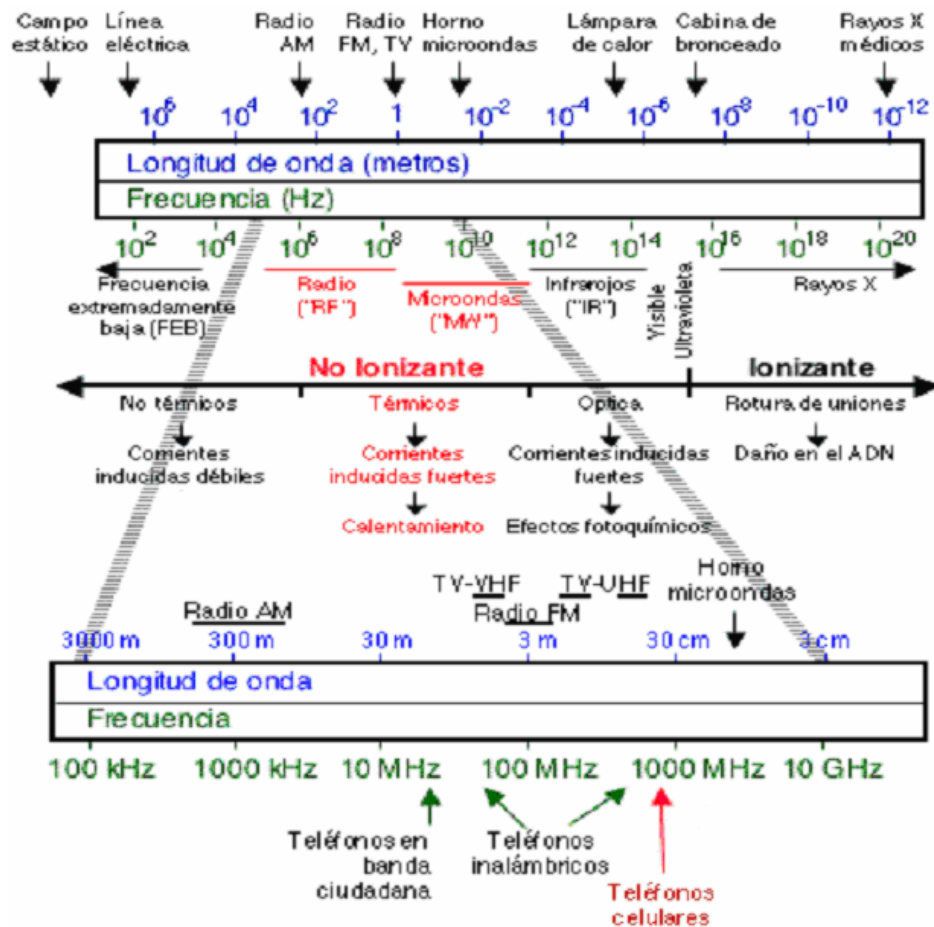 Campo estático
Línea eléctrica
Radio AM
Radio FM, TV
Horno microondas
Lámpara de calor
Cabina de bronceado
Rayos X médicos
10^6 10^4 10^2 1 10^-2 10^-4 10^-6 10^-8 10^-10 10^-12
Longitud de onda (metros)
Frecuencia (Hz)
10^2 10^4 10^6 10^8 10^10 10^12 10^14 10^16 10^18 10^20
Frecuencia
extremadamente
baja (FEB)
Radio
("RF")
Microondas
("MW")
Infrarojos
("IR")
Visible
Ultravioleta
Rayos X
No Ionizante
Ionizante
No térmicos
Térmicos
Optica
Rotura de uniones
Corrientes
inducidas débiles
Corrientes
inducidas fuertes
Corrientes inducidas
fuertes
Daño en el ADN
Calentamiento
Efectos fotoquímicos
Radio AM
TV-VHF
Radio FM
TV-UHF
Horno
microondas
3000 m 300 m 30 m 3 m 30 cm 3 cm
Longitud de onda
Frecuencia
100 kHz 1000 kHz 10 MHz 100 MHz 1000 MHz 10 GHz
Teléfonos en
banda
ciudadana
Teléfonos
inalámbricos
Teléfonos
celulares